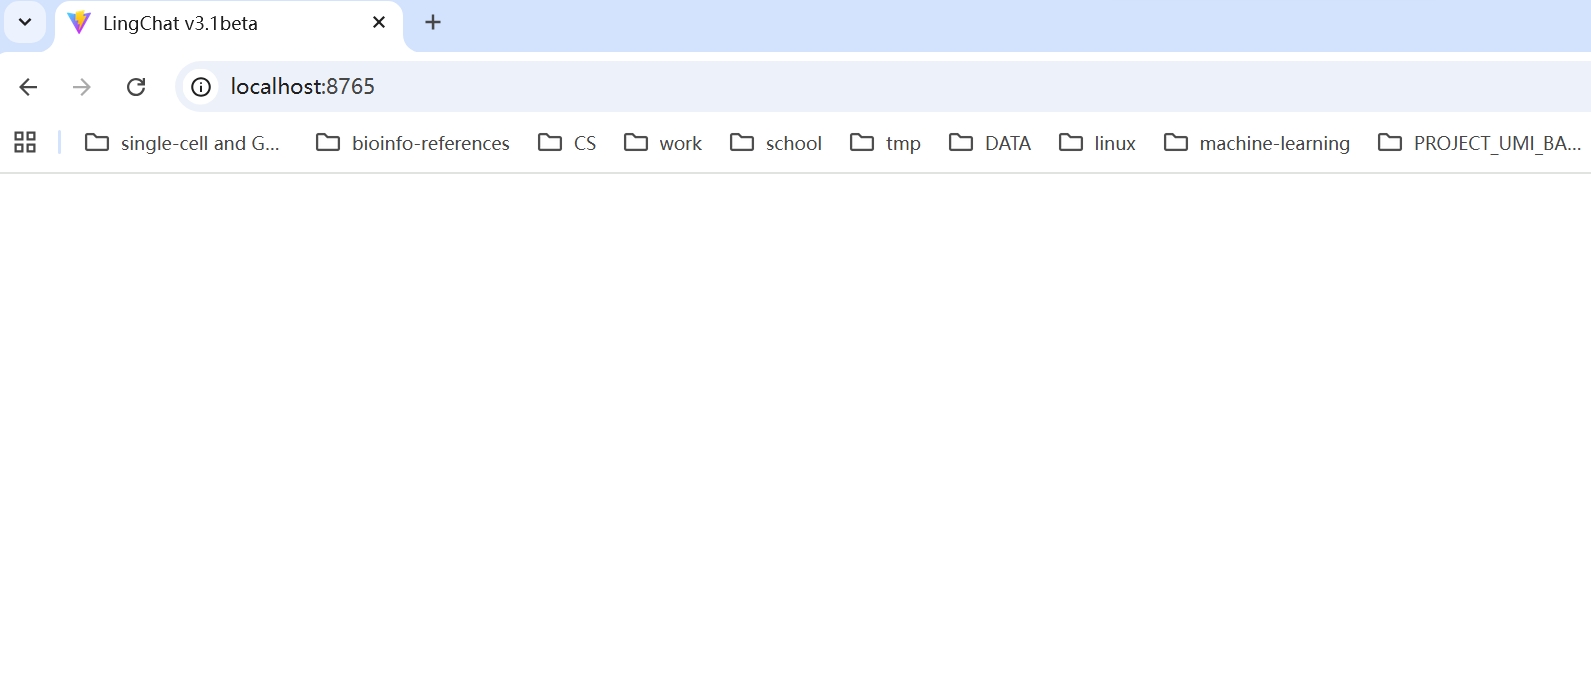 LingChat v3.1beta
localhost:8765
single-cell and G... bioinfo-references CS work school tmp DATA linux machine-learning PROJECT_UMI_BA...